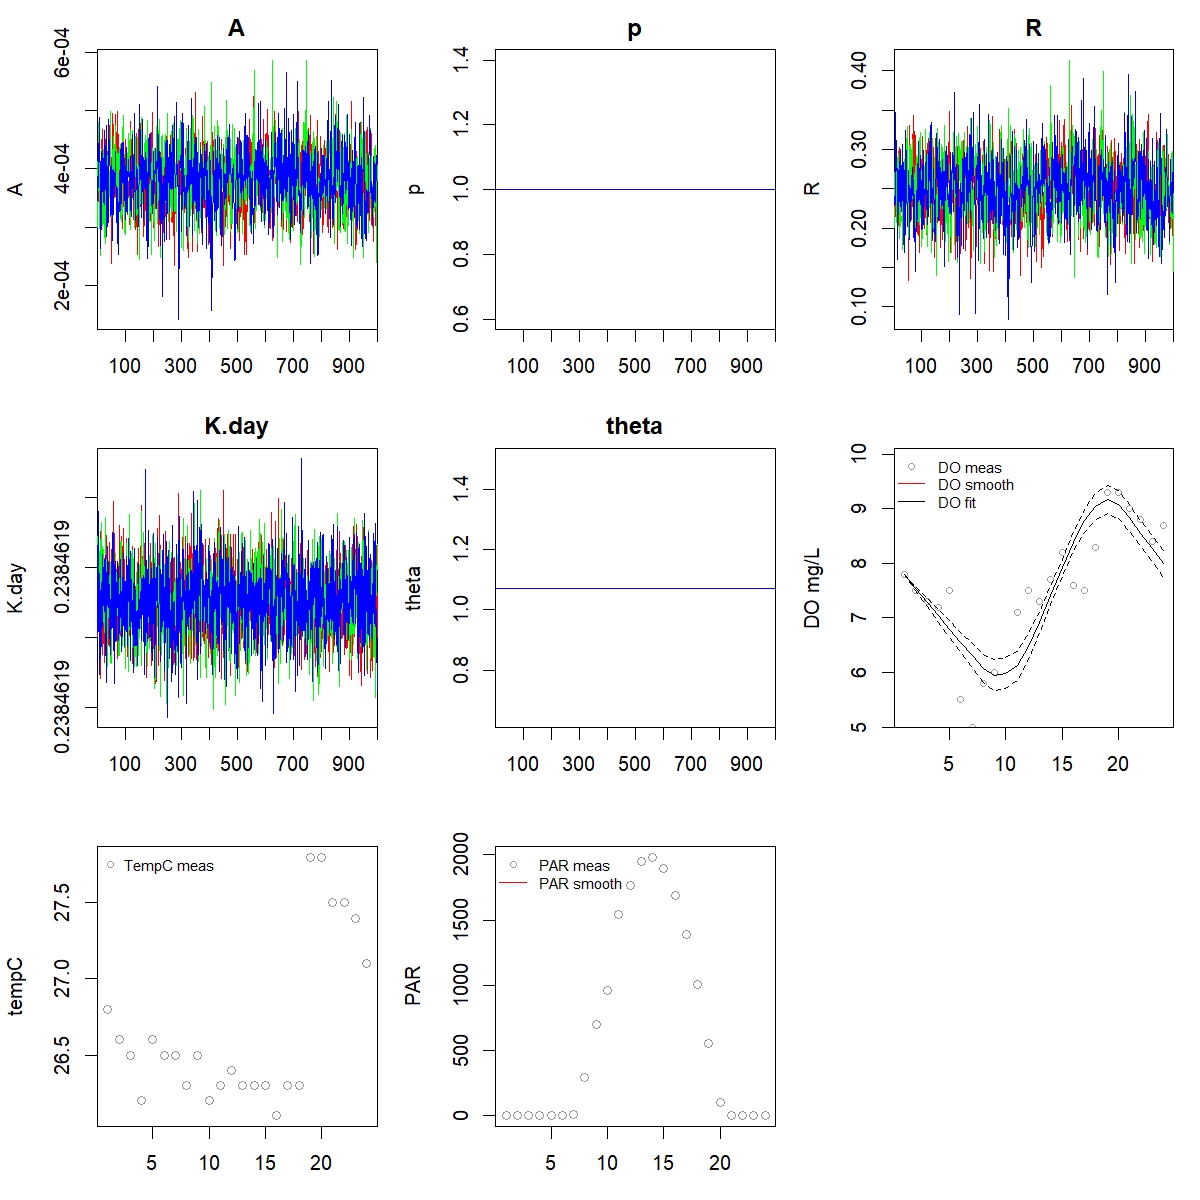 A
A
6e-04
4e-04
2e-04
100 300 500 700 900
p
p
1.4
1.2
1.0
0.8
0.6
100 300 500 700 900
R
R
0.40
0.30
0.20
0.10
100 300 500 700 900
K.day
K.day
0.2384619
0.2384619
100 300 500 700 900
theta
theta
1.4
1.2
1.0
0.8
100 300 500 700 900
DO mg/L
10
9
8
7
6
5
DO meas
DO smooth
DO fit
5 10 15 20
tempC
27.5
27.0
26.5
TempC meas
5 10 15 20
PAR
2000
1500
1000
500
0
PAR meas
PAR smooth
5 10 15 20